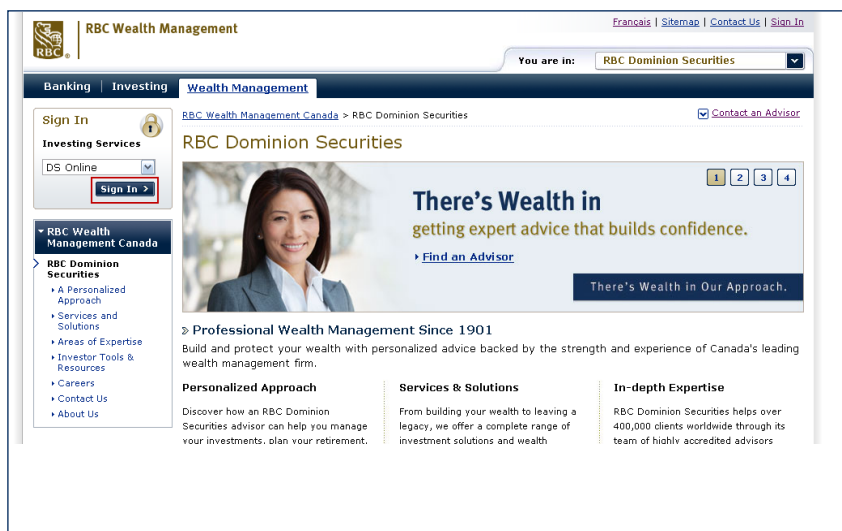 RBC Wealth Management
RBC
Français | Sitemap | Contact Us | Sign In
You are in:
RBC Dominion Securities
Banking | Investing
Wealth Management
Sign In
Investing Services
DS Online
Sign In >
RBC Wealth
Management Canada
RBC Dominion
Securities
A Personalized
Approach
Services and
Solutions
Areas of Expertise
Investor Tools &
Resources
Careers
Contact Us
About Us
RBC Wealth Management Canada > RBC Dominion Securities
Contact an Advisor
RBC Dominion Securities
1 2 3 4
There's Wealth in
getting expert advice that builds confidence.
Find an Advisor
There's Wealth in Our Approach.
» Professional Wealth Management Since 1901
Build and protect your wealth with personalized advice backed by the strength and experience of Canada's leading
wealth management firm.
Personalized Approach
Discover how an RBC Dominion
Securities advisor can help you manage
your investments, plan your retirement,
Services & Solutions
From building your wealth to leaving a
legacy, we offer a complete range of
investment solutions and wealth
In-depth Expertise
RBC Dominion Securities helps over
400,000 clients worldwide through its
team of highly accredited advisors